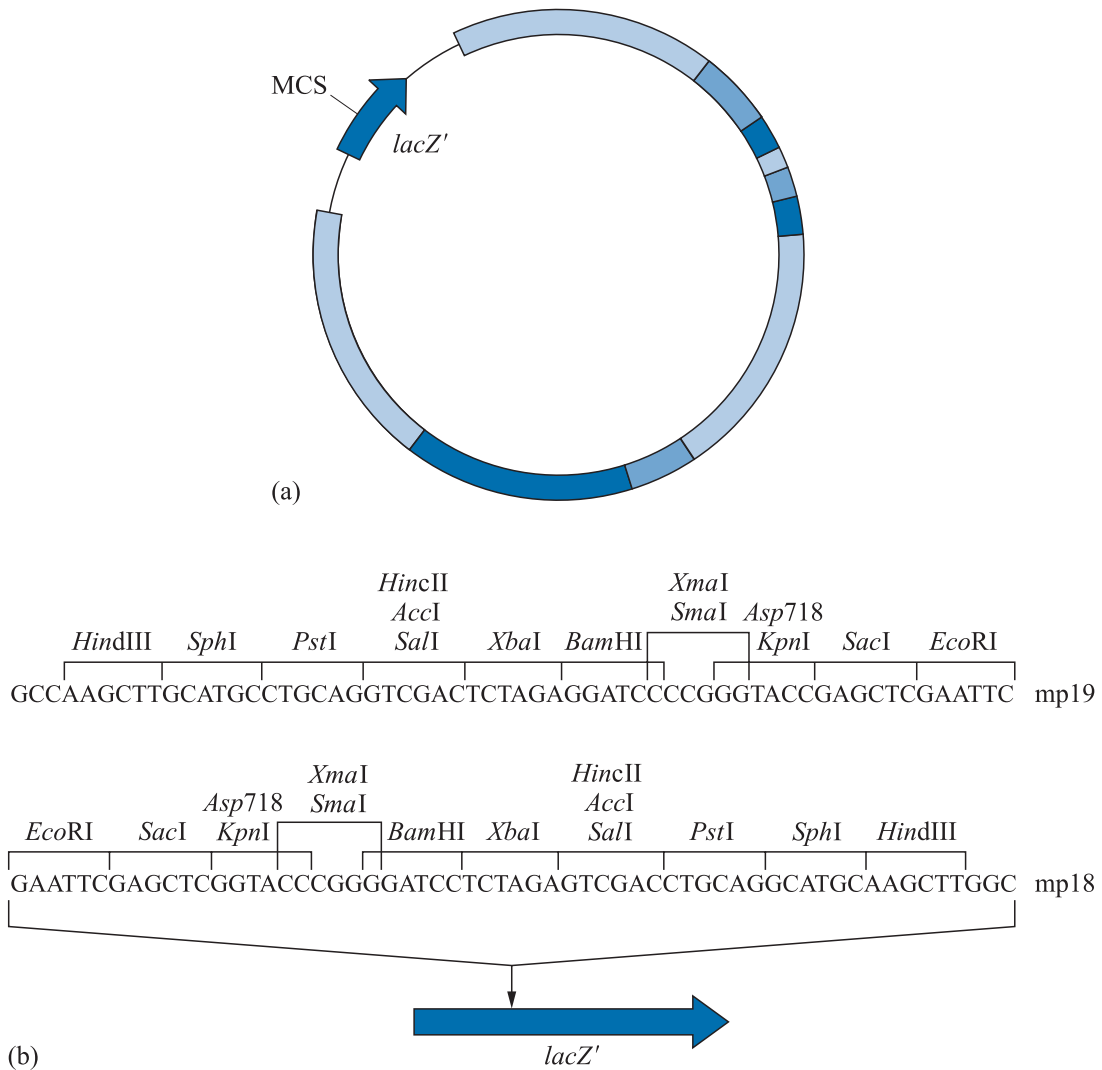 MCS
lacZ'
(a)
HincII
XmaI
AccI
SmaI
Asp718
HindIII
SphI
PstI
SalI
XbaI
BamHI
KpnI
SacI
EcoRI
GCCAAGCTTGCATGCCTGCAGGTCGACTCTAGAGGATCCCCGGGTACCGAGCTCGAATTC mp19
XmaI
HincII
Asp718
SmaI
AccI
EcoRI
SacI
KpnI
BamHI
XbaI
SalI
PstI
SphI
HindIII
GAATTCGAGCTCGGTACCCGGGGATCCTCTAGAGTCGACCTGCAGGCATGCAAGCTTGGC mp18
lacZ'
(b)